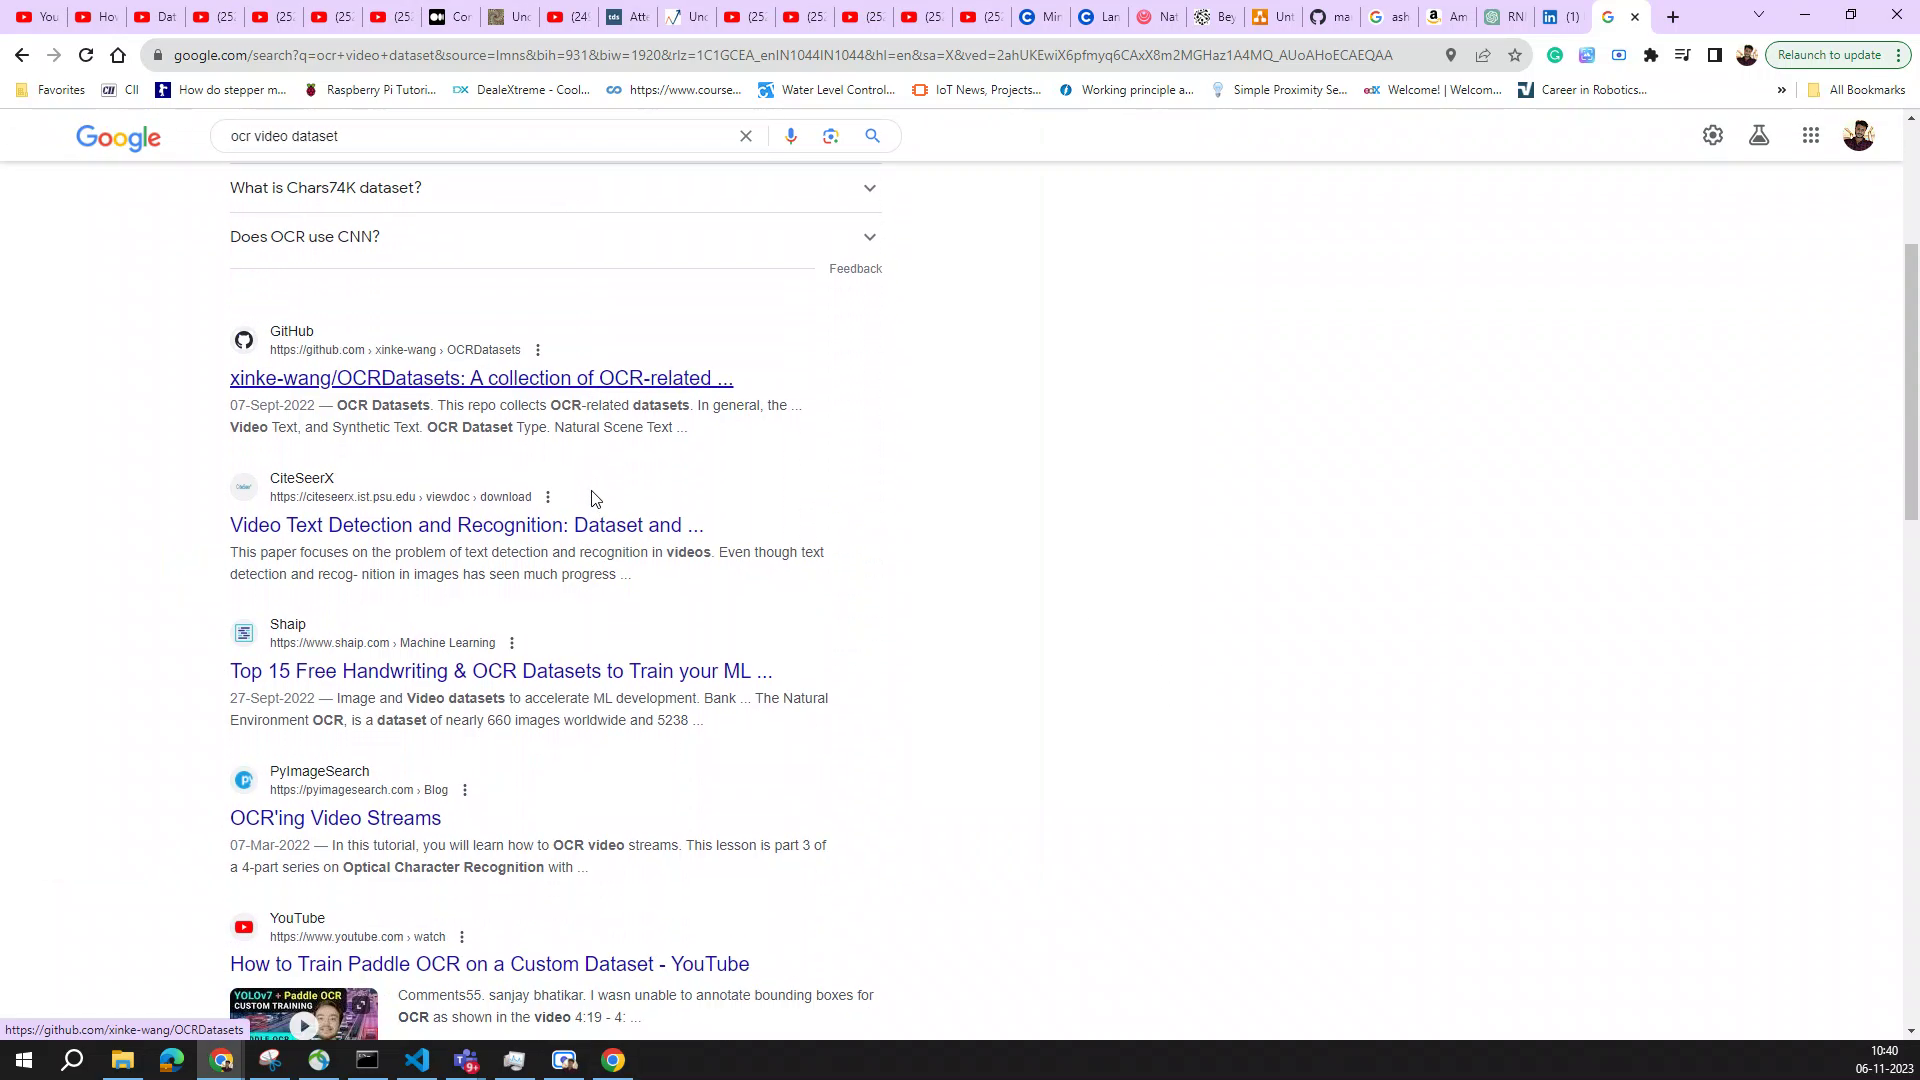 You
Hov
Dat
(252
(252
(252
(252
Cor
Unc
(249
Atte
Unc
(252
(252
(252
(252
(252
Mir
Lan
Nat
Bey
Unt
ma
ash
Am
RN
(1)
google.com/search?q=ocr+video+dataset&source=lmns&bih=931&biw=1920&rlz=1C1GCEA_enIN1044IN1044&hl=en&sa=X&ved=2ahUKEwiX6pfmyq6CAxX8m2MGHaz1A4MQ_AUoAHoECAEQAA
Relaunch to update
Favorites
CII
How do stepper m...
Raspberry Pi Tutori...
DealeXtreme - Cool...
https://www.course...
Water Level Control...
IoT News, Projects...
Working principle a...
Simple Proximity Se...
Welcome! | Welcom...
Career in Robotics...
All Bookmarks
Google
ocr video dataset
What is Chars74K dataset?
Does OCR use CNN?
Feedback
GitHub
https://github.com › xinke-wang › OCRDatasets
xinke-wang/OCRDatasets: A collection of OCR-related ...
07-Sept-2022 — OCR Datasets. This repo collects OCR-related datasets. In general, the ...
Video Text, and Synthetic Text. OCR Dataset Type. Natural Scene Text ...
CiteSeerX
https://citeseerx.ist.psu.edu › viewdoc › download
Video Text Detection and Recognition: Dataset and ...
This paper focuses on the problem of text detection and recognition in videos. Even though text
detection and recog- nition in images has seen much progress ...
Shaip
https://www.shaip.com › Machine Learning
Top 15 Free Handwriting & OCR Datasets to Train your ML ...
27-Sept-2022 — Image and Video datasets to accelerate ML development. Bank ... The Natural
Environment OCR, is a dataset of nearly 660 images worldwide and 5238 ...
PyImageSearch
https://pyimagesearch.com › Blog
OCR'ing Video Streams
07-Mar-2022 — In this tutorial, you will learn how to OCR video streams. This lesson is part 3 of
a 4-part series on Optical Character Recognition with ...
YouTube
https://www.youtube.com › watch
How to Train Paddle OCR on a Custom Dataset - YouTube
YOLOv7 + Paddle OCR
CUSTOM TRAINING
Comments55. sanjay bhatikar. I wasn unable to annotate bounding boxes for
OCR as shown in the video 4:19 - 4: ...
https://github.com/xinke-wang/OCRDatasets
10:40
06-11-2023